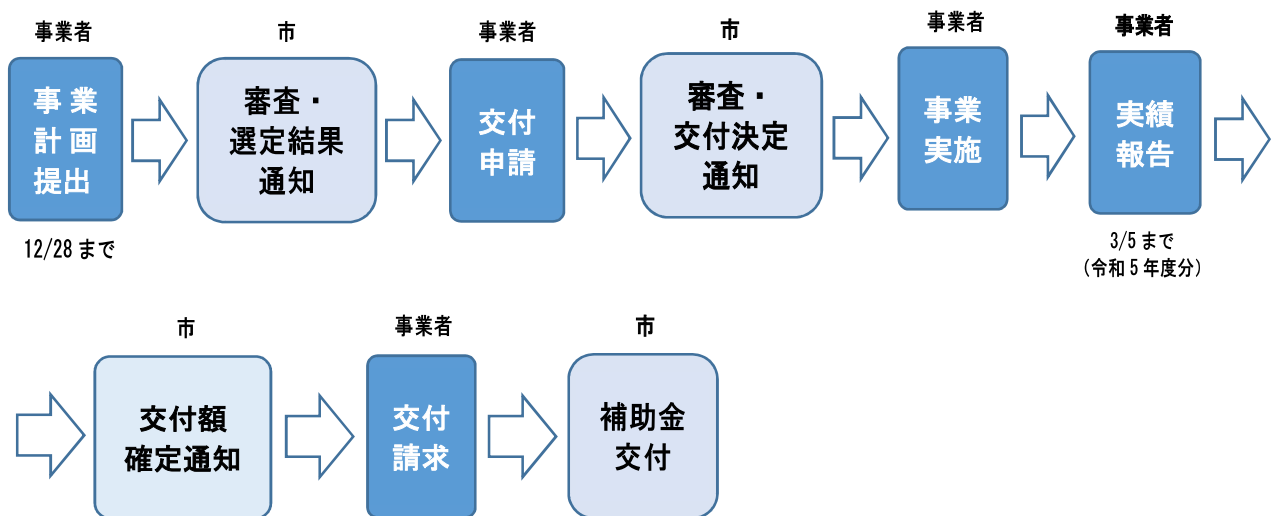 事業者
市
事業者
市
事業者
事業者
事 業
計 画
提出
審査・
選定結果
通知
交付
申請
審査・
交付決定
通知
事業
実施
実績
報告
12/28 まで
3/5 まで
(令和 5 年度分)
市
事業者
市
交付額
確定通知
交付
請求
補助金
交付